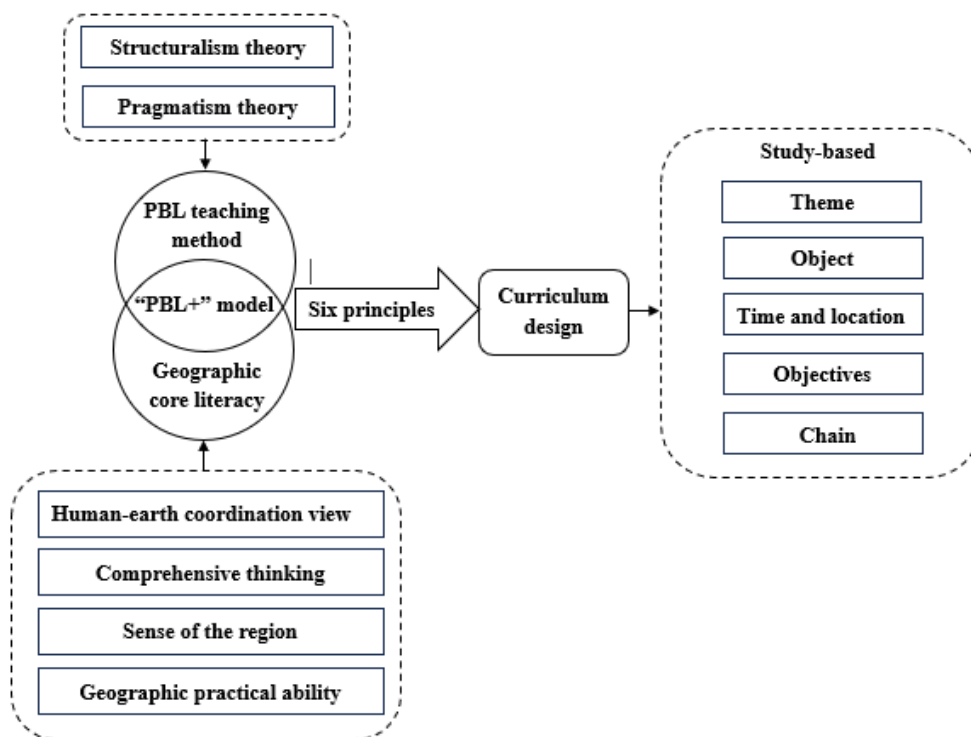 Structuralism theory
Pragmatism theory
PBL teaching
method
“PBL+” model
Geographic
core literacy
Human-earth coordination view
Comprehensive thinking
Sense of the region
Geographic practical ability
Six principles
Curriculum
design
Study-based
Theme
Object
Time and location
Objectives
Chain